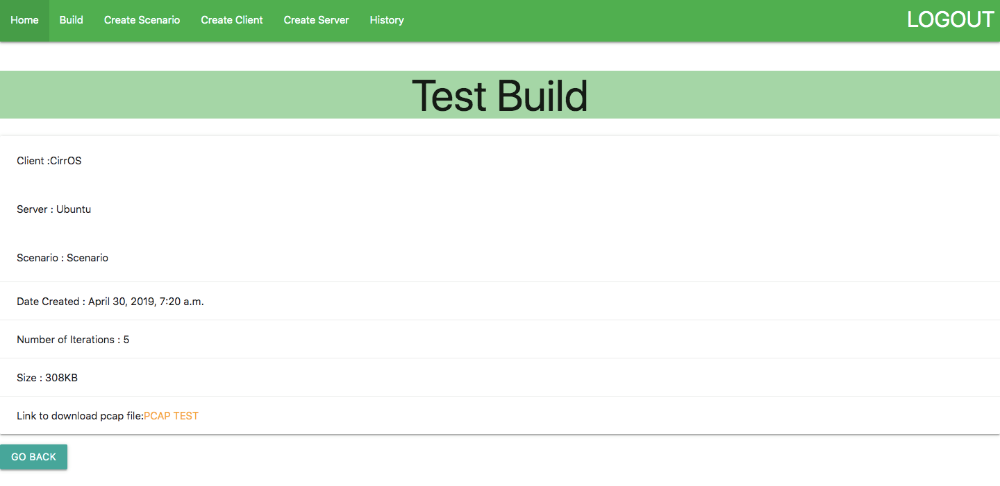 Home Build Create Scenario Create Client Create Server History LOGOUT
Test Build
Client :CirrOS
Server : Ubuntu
Scenario : Scenario
Date Created : April 30, 2019, 7:20 a.m.
Number of Iterations : 5
Size : 308KB
Link to download pcap file:PCAP TEST
GO BACK